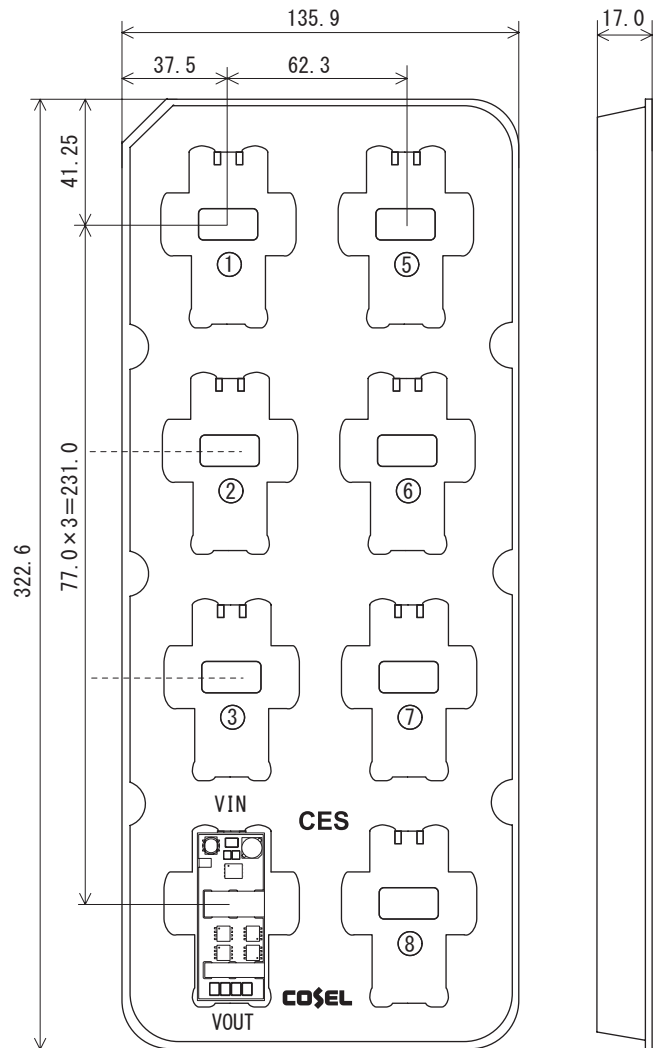 135.9
17.0
37.5
62.3
41.25
① ⑤
322.6
77.0×3=231.0
② ⑥
③ ⑦
VIN
CES
⑧
COSEL
VOUT